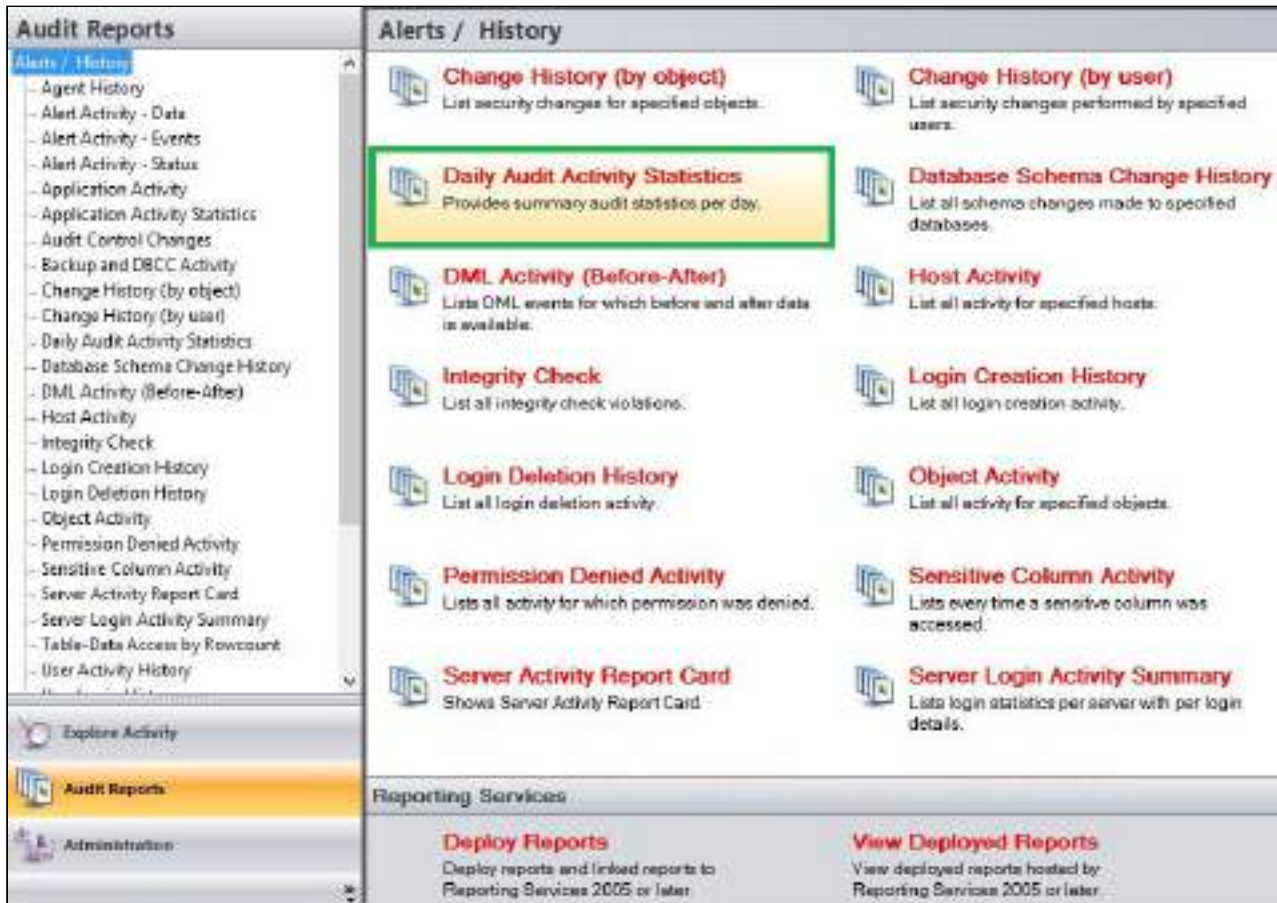 Audit Reports
Alerts / History
Agent History
Alert Activity - Data
Alert Activity - Events
Alert Activity - Status
Application Activity
Application Activity Statistics
Audit Control Changes
Backup and DBCC Activity
Change History (by object)
Change History (by user)
Daily Audit Activity Statistics
Database Schema Change History
DML Activity (Before-After)
Host Activity
Integrity Check
Login Creation History
Login Deletion History
Object Activity
Permission Denied Activity
Sensitive Column Activity
Server Activity Report Card
Server Login Activity Summary
Table-Data Access by Rowcount
User Activity History
Explore Activity
Audit Reports
Administration
Alerts / History
Change History (by object)
List security changes for specified objects.
Change History (by user)
List security changes performed by specified
users.
Daily Audit Activity Statistics
Provides summary audit statistics per day.
Database Schema Change History
List all schema changes made to specified
databases.
DML Activity (Before-After)
Lists DML events for which before and after data
is available.
Host Activity
List all activity for specified hosts.
Integrity Check
List all integrity check violations.
Login Creation History
List all login creation activity.
Login Deletion History
List all login deletion activity.
Object Activity
List all activity for specified objects.
Permission Denied Activity
Lists all activity for which permission was denied.
Sensitive Column Activity
Lists every time a sensitive column was
accessed.
Server Activity Report Card
Shows Server Activity Report Card
Server Login Activity Summary
Lists login statistics per server with per login
details.
Reporting Services
Deploy Reports
Deploy reports and linked reports to
Reporting Services 2005 or later
View Deployed Reports
View deployed reports hosted by
Reporting Services 2005 or later